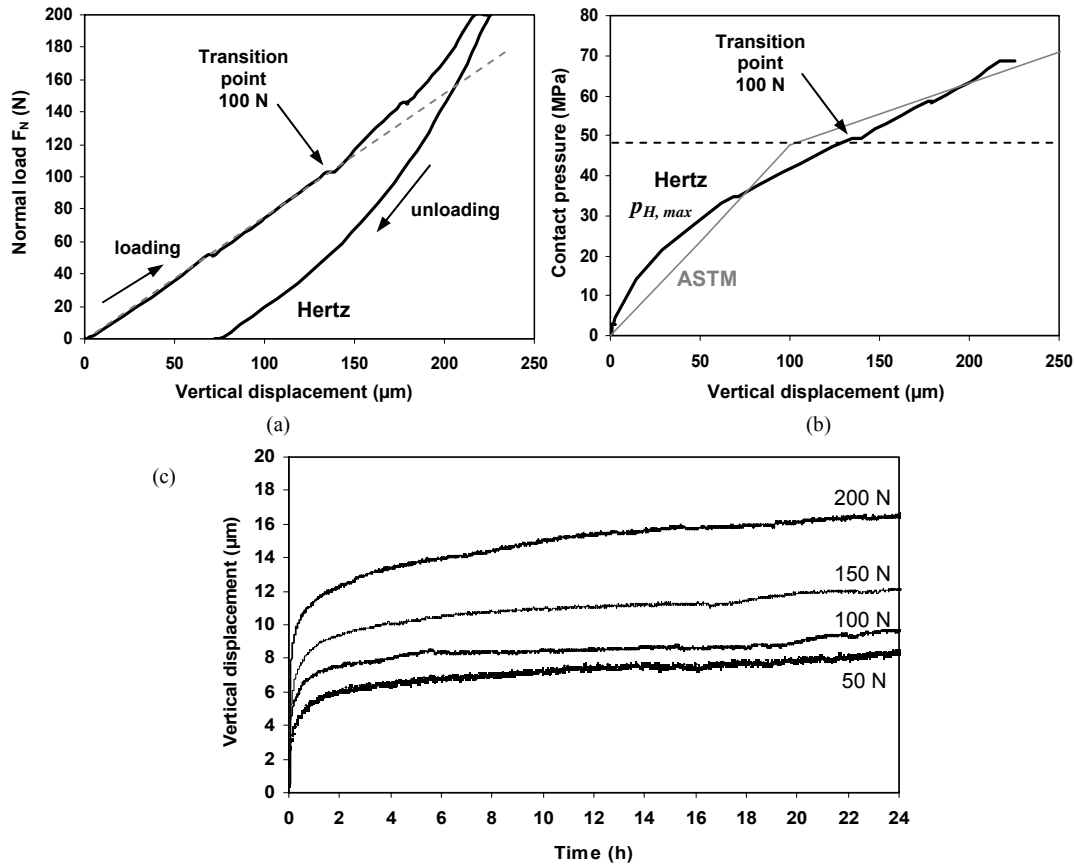 200
180
160
140
120
100
80
60
40
20
0
Normal load F_N (N)
Transition
point
100 N
loading
unloading
Hertz
0 50 100 150 200 250
Vertical displacement (µm)
(a)
80
70
60
50
40
30
20
10
0
Contact pressure (MPa)
Transition
point
100 N
Hertz
p_{H, max}
ASTM
0 50 100 150 200 250
Vertical displacement (µm)
(b)
(c)
20
18
16
14
12
10
8
6
4
2
0
Vertical displacement (µm)
200 N
150 N
100 N
50 N
0 2 4 6 8 10 12 14 16 18 20 22 24
Time (h)